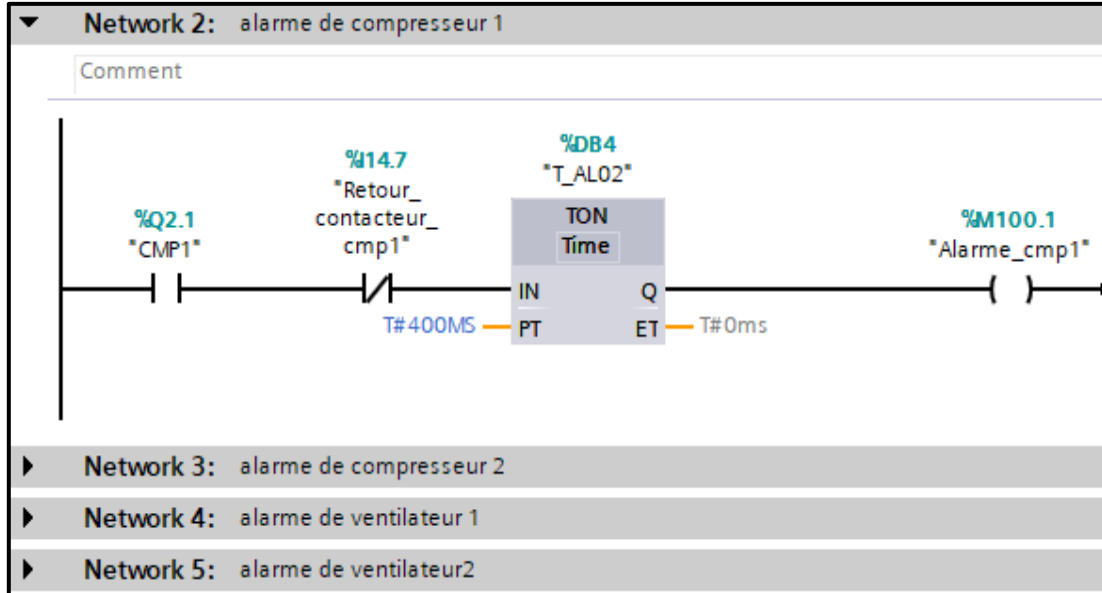 Network 2: alarme de compresseur 1
Comment
%DB4
"T_AL02"
%I14.7
"Retour_
contacteur_
cmp1"
%Q2.1
"CMP1"
TON
Time
%M100.1
"Alarme_cmp1"
IN Q
T#400MS PT ET T#0ms
Network 3: alarme de compresseur 2
Network 4: alarme de ventilateur 1
Network 5: alarme de ventilateur2